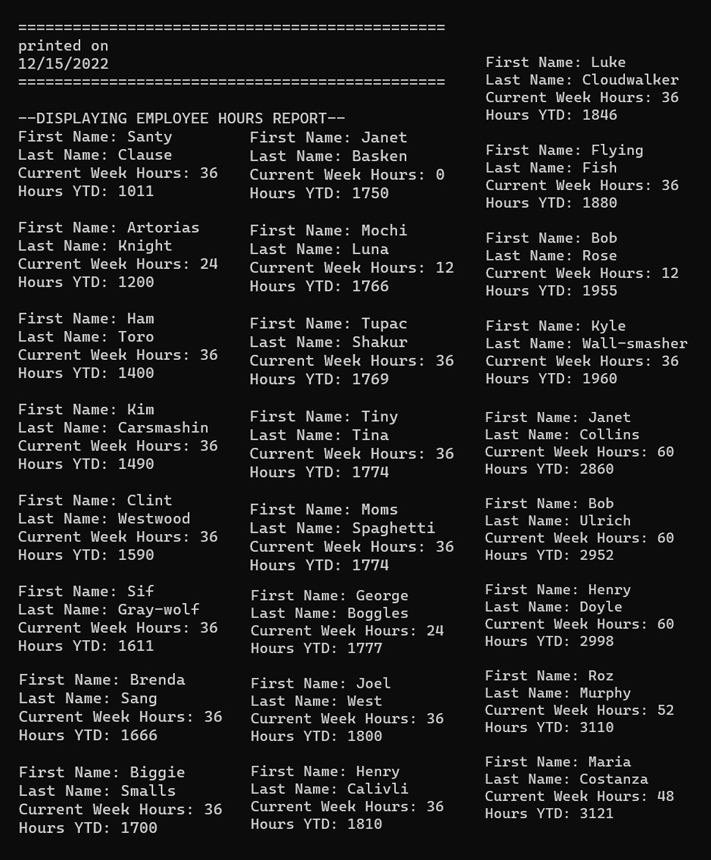 ===============================================
printed on
12/15/2022
===============================================
--DISPLAYING EMPLOYEE HOURS REPORT--
First Name: Santy
Last Name: Clause
Current Week Hours: 36
Hours YTD: 1011
First Name: Artorias
Last Name: Knight
Current Week Hours: 24
Hours YTD: 1200
First Name: Ham
Last Name: Toro
Current Week Hours: 36
Hours YTD: 1400
First Name: Kim
Last Name: Carsmashin
Current Week Hours: 36
Hours YTD: 1490
First Name: Clint
Last Name: Westwood
Current Week Hours: 36
Hours YTD: 1590
First Name: Sif
Last Name: Gray-wolf
Current Week Hours: 36
Hours YTD: 1611
First Name: Brenda
Last Name: Sang
Current Week Hours: 36
Hours YTD: 1666
First Name: Biggie
Last Name: Smalls
Current Week Hours: 36
Hours YTD: 1700
First Name: Janet
Last Name: Basken
Current Week Hours: 0
Hours YTD: 1750
First Name: Mochi
Last Name: Luna
Current Week Hours: 12
Hours YTD: 1766
First Name: Tupac
Last Name: Shakur
Current Week Hours: 36
Hours YTD: 1769
First Name: Tiny
Last Name: Tina
Current Week Hours: 36
Hours YTD: 1774
First Name: Moms
Last Name: Spaghetti
Current Week Hours: 36
Hours YTD: 1774
First Name: George
Last Name: Boggles
Current Week Hours: 24
Hours YTD: 1777
First Name: Joel
Last Name: West
Current Week Hours: 36
Hours YTD: 1800
First Name: Henry
Last Name: Calivli
Current Week Hours: 36
Hours YTD: 1810
First Name: Luke
Last Name: Cloudwalker
Current Week Hours: 36
Hours YTD: 1846
First Name: Flying
Last Name: Fish
Current Week Hours: 36
Hours YTD: 1880
First Name: Bob
Last Name: Rose
Current Week Hours: 12
Hours YTD: 1955
First Name: Kyle
Last Name: Wall-smasher
Current Week Hours: 36
Hours YTD: 1960
First Name: Janet
Last Name: Collins
Current Week Hours: 60
Hours YTD: 2860
First Name: Bob
Last Name: Ulrich
Current Week Hours: 60
Hours YTD: 2952
First Name: Henry
Last Name: Doyle
Current Week Hours: 60
Hours YTD: 2998
First Name: Roz
Last Name: Murphy
Current Week Hours: 52
Hours YTD: 3110
First Name: Maria
Last Name: Costanza
Current Week Hours: 48
Hours YTD: 3121